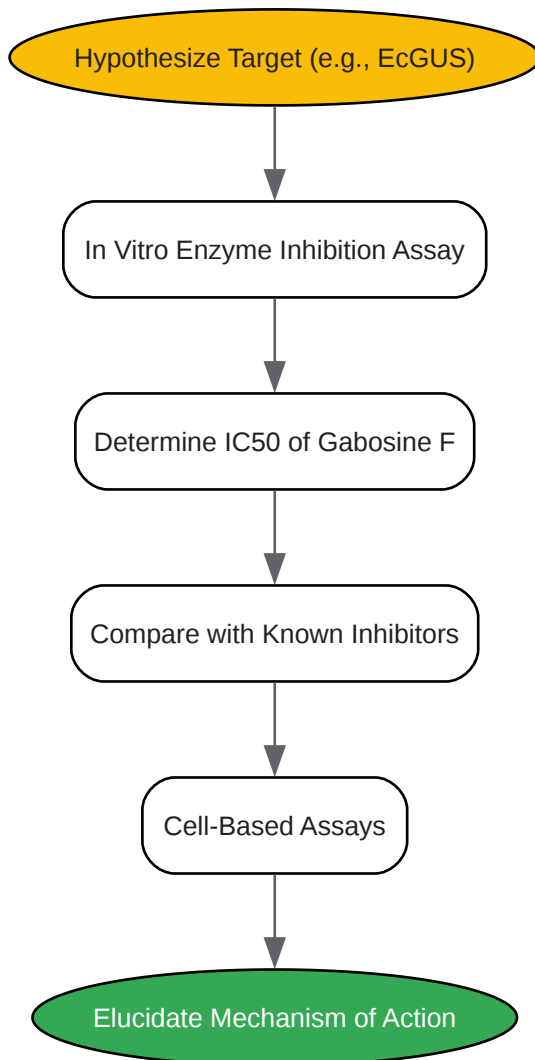 Hypothesize Target (e.g., EcGUS)
In Vitro Enzyme Inhibition Assay
Determine IC50 of Gabosine F
Compare with Known Inhibitors
Cell-Based Assays
Elucidate Mechanism of Action